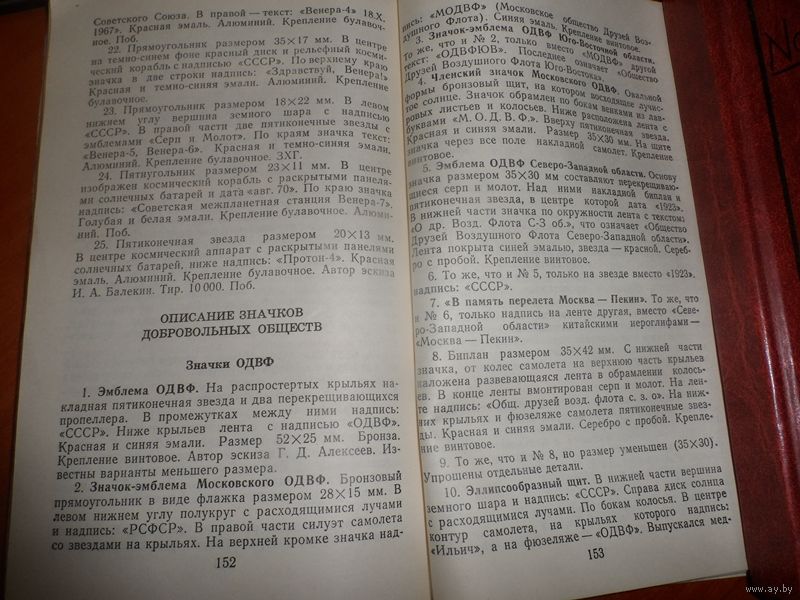 Советского Союза. В правой — текст: «Венера-4» 18.X.
1967». Красная эмаль. Алюминий. Крепление булавоч-
ное. Поб.
22. Прямоугольник размером 35×17 мм. В центре
на темно-синем фоне красный диск и рельефный косми-
ческий корабль с надписью «СССР». По верхнему краю
значка в две строки надпись: «Здравствуй, Венера!»
Красная и темно-синяя эмали. Алюминий. Крепление
булавочное.
23. Прямоугольник размером 18×22 мм. В левом
нижнем углу вершина земного шара с надписью
«СССР». В правой части две пятиконечные звезды с
эмблемами «Серп и Молот». По краям значка текст:
«Венера-5, Венера-6». Красная и темно-синяя эмали.
Алюминий. Крепление булавочное. ЗХГ.
24. Пятиугольник размером 23×11 мм. В центре
изображен космический корабль с раскрытыми панеля-
ми солнечных батарей и дата «авг. 70». По краю значка
надпись: «Советская межпланетная станция Венера-7».
Голубая и белая эмали. Крепление булавочное. Алюми-
ний. Поб.
25. Пятиконечная звезда размером 20×13 мм.
В центре космический аппарат с раскрытыми панелями
солнечных батарей, ниже надпись: «Протон-4». Красная
эмаль. Алюминий. Крепление булавочное. Автор эскиза
И. А. Балекин. Тир. 10 000. Поб.
ОПИСАНИЕ ЗНАЧКОВ
ДОБРОВОЛЬНЫХ ОБЩЕСТВ
Значки ОДВФ
1. Эмблема ОДВФ. На распростертых крыльях на-
кладная пятиконечная звезда и два перекрещивающихся
пропеллера. В промежутках между ними надпись:
«СССР». Ниже крыльев лента с надписью «ОДВФ».
Красная и синяя эмали. Размер 52×25 мм. Бронза.
Крепление винтовое. Автор эскиза Г. Д. Алексеев. Из-
вестны варианты меньшего размера.
2. Значок-эмблема Московского ОДВФ. Бронзовый
прямоугольник в виде флажка размером 28×15 мм. В
левом нижнем углу полукруг с расходящимися лучами
и надпись: «РСФСР». В правой части силуэт самолета
со звездами на крыльях. На верхней кромке значка над-
152
пись: «МОДВФ» (Московское общество Друзей Воз-
душного Флота). Синяя эмаль. Крепление винтовое.
3. Значок-эмблема ОДВФ Юго-Восточной области.
То же, что и № 2, только вместо «МОДВФ» другой
текст: «ОДВФЮВ». Последнее означает «Общество
Друзей Воздушного Флота Юго-Востока».
4. Членский значок Московского ОДВФ. Овальной
формы бронзовый щит, на котором восходящее лучис-
тое солнце. Значок обрамлен по бокам венками из лав-
ровых листьев и колосьев. Ниже расположена лента с
буквами «М. О. Д. В. Ф.». Вверху пятиконечная звезда.
Красная и синяя эмали. Размер 35×30 мм. На щите
значка через все поле накладной самолет. Крепление
винтовое.
5. Эмблема ОДВФ Северо-Западной области. Основу
значка размером 35×30 мм составляют перекрещиваю-
щиеся серп и молот. Над ними накладной биплан и
пятиконечная звезда, в центре которой дата «1923».
В нижней части значка по окружности лента с текстом:
«О др. Возд. Флота С-З об.», что означает «Общество
Друзей Воздушного Флота Северо-Западной области».
Лента покрыта синей эмалью, звезда — красной. Сереб-
ро с пробой. Крепление винтовое.
6. То же, что и № 5, только на звезде вместо «1923».
надпись: «СССР».
7. «В память перелета Москва — Пекин». То же, что
и № 6, только надпись на ленте другая, вместо «Севе-
ро-Западной области» китайскими иероглифами —
«Москва — Пекин».
8. Биплан размером 35×42 мм. С нижней части
значка, от колес самолета на верхнюю часть крыльев
наложена развевающаяся лента в обрамлении колось-
ев. В конце ленты вмонтирован серп и молот. На лен-
те надпись: «Общ. друзей возд. флота с. з. о». На ниж-
них крыльях и фюзеляже самолета пятиконечные звез-
ды. Красная и синяя эмали. Серебро с пробой. Крепле-
ние винтовое.
9. То же, что и № 8, но размер уменьшен (35×30).
Упрощены отдельные детали.
10. Эллипсообразный щит. В нижней части вершина
земного шара и надпись: «СССР». Справа диск солнца
с расходящимися лучами. По бокам колосья. В центре
контур самолета, на крыльях которого надпись:
«Ильич», а на фюзеляже — «ОДВФ». Выпускался мед-
153
www.ay.by